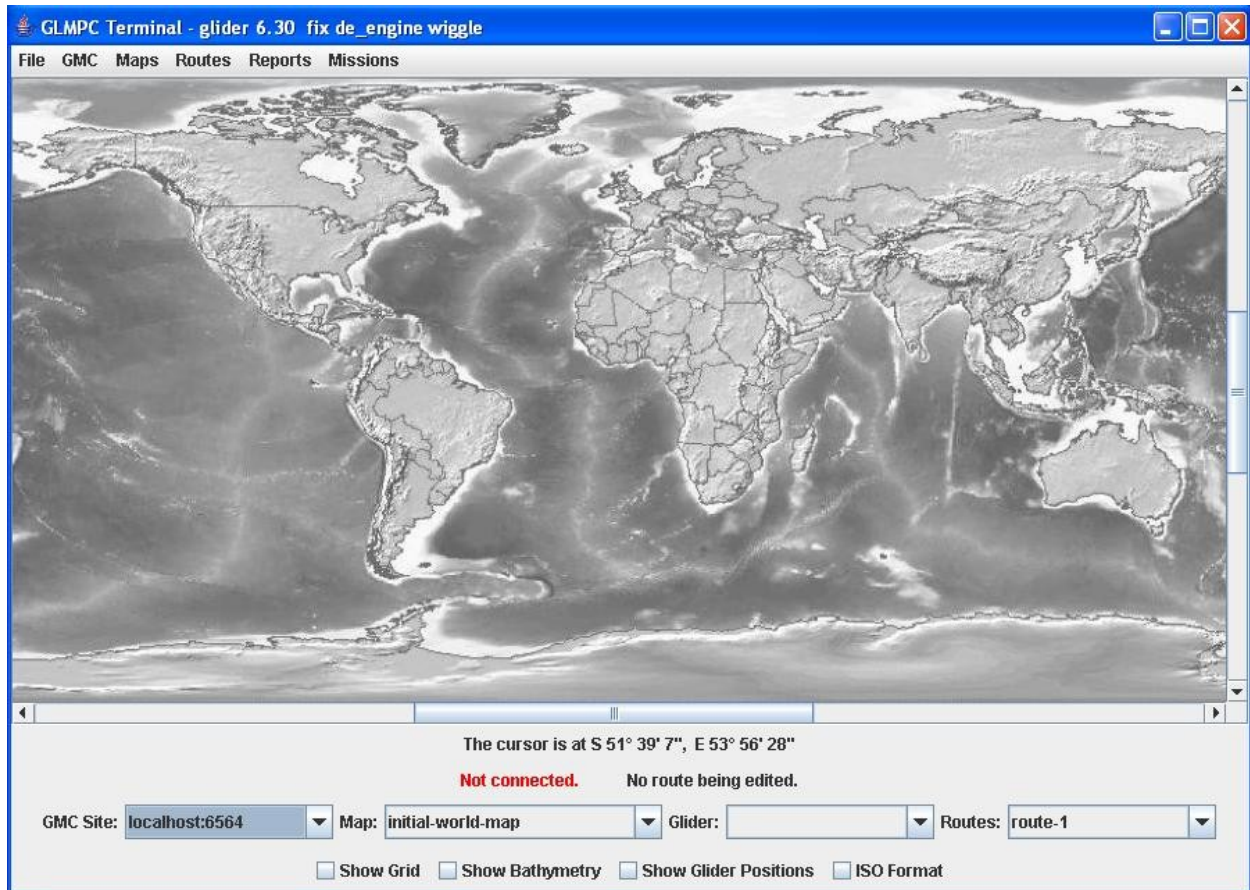 GLMPC Terminal - glider 6.30 fix de_engine wiggle
File GMC Maps Routes Reports Missions
The cursor is at S 51° 39' 7", E 53° 56' 28"
Not connected. No route being edited.
GMC Site: localhost:6564 Map: initial-world-map Glider: Routes: route-1
Show Grid Show Bathymetry Show Glider Positions ISO Format